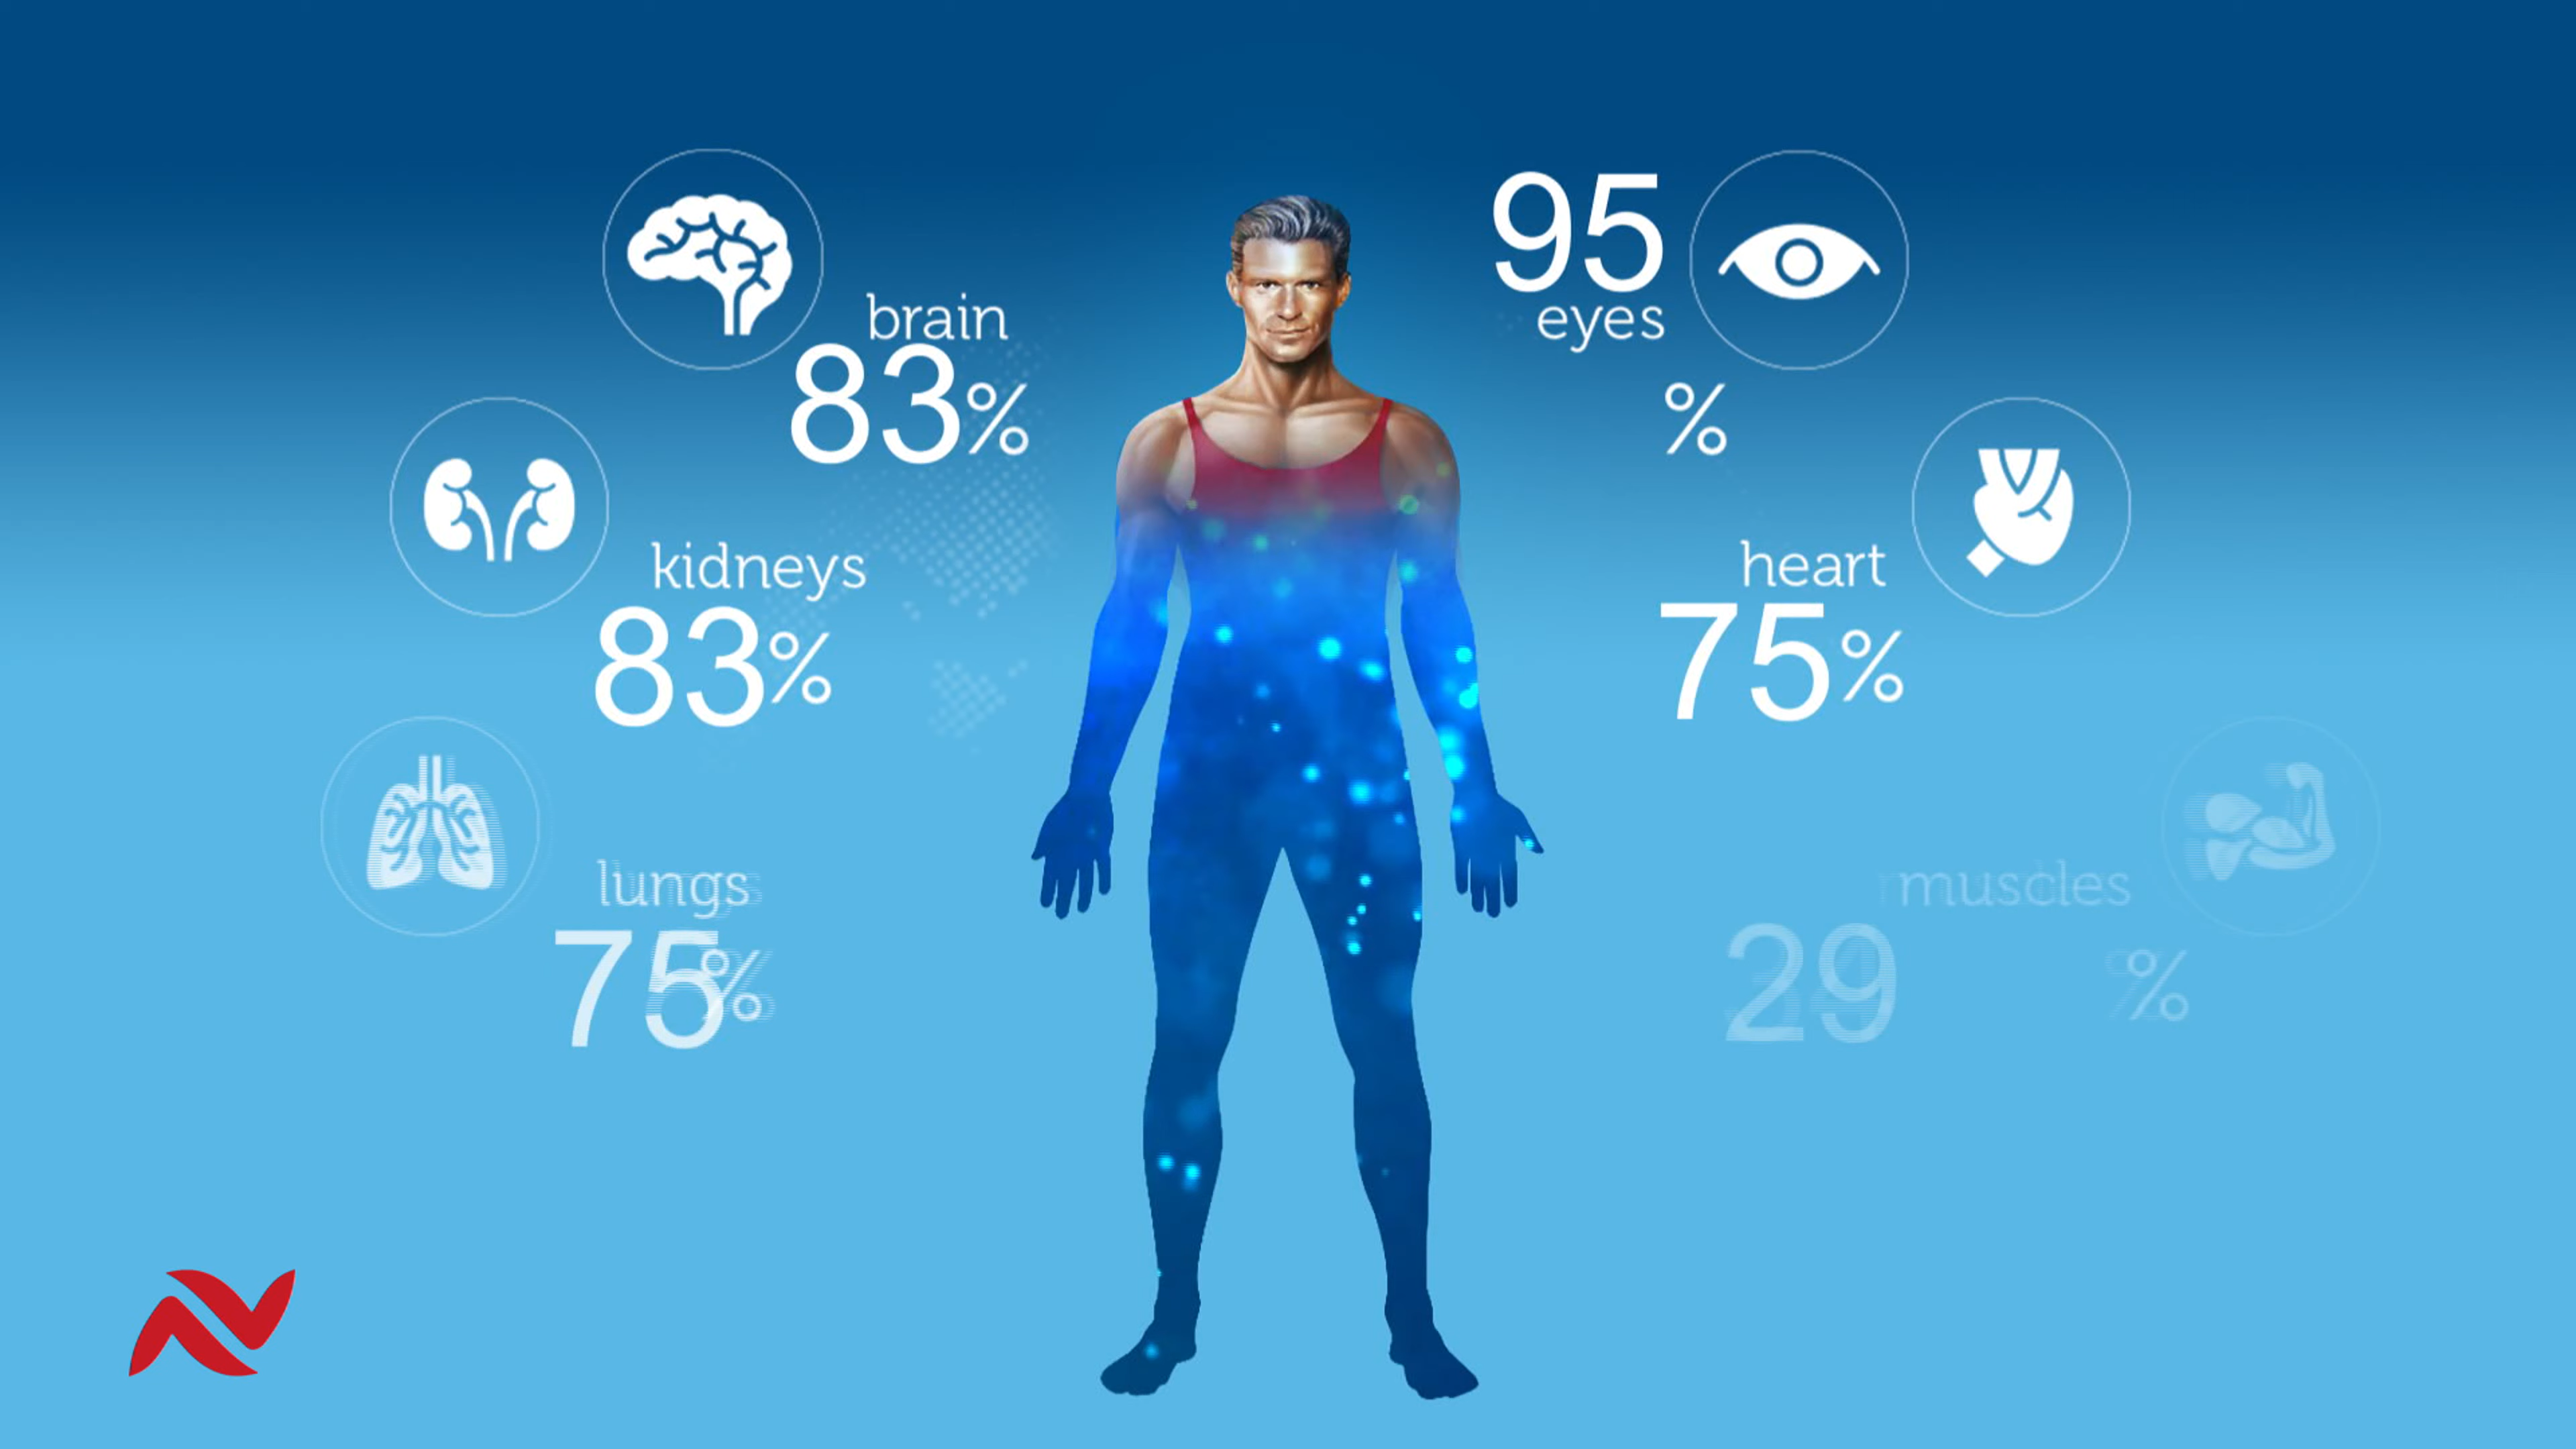 brain
83%
kidneys
83%
lungs
75%
95
eyes
%
heart
75%
muscles
29 %